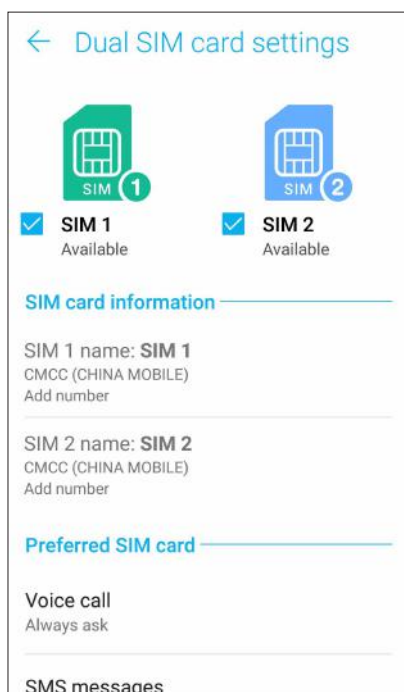 Dual SIM card settings
SIM 1
SIM 2
SIM 1
SIM 2
Available
Available
SIM card information
SIM 1 name: SIM 1
CMCC (CHINA MOBILE)
Add number
SIM 2 name: SIM 2
CMCC (CHINA MOBILE)
Add number
Preferred SIM card
Voice call
Always ask
SMS messages